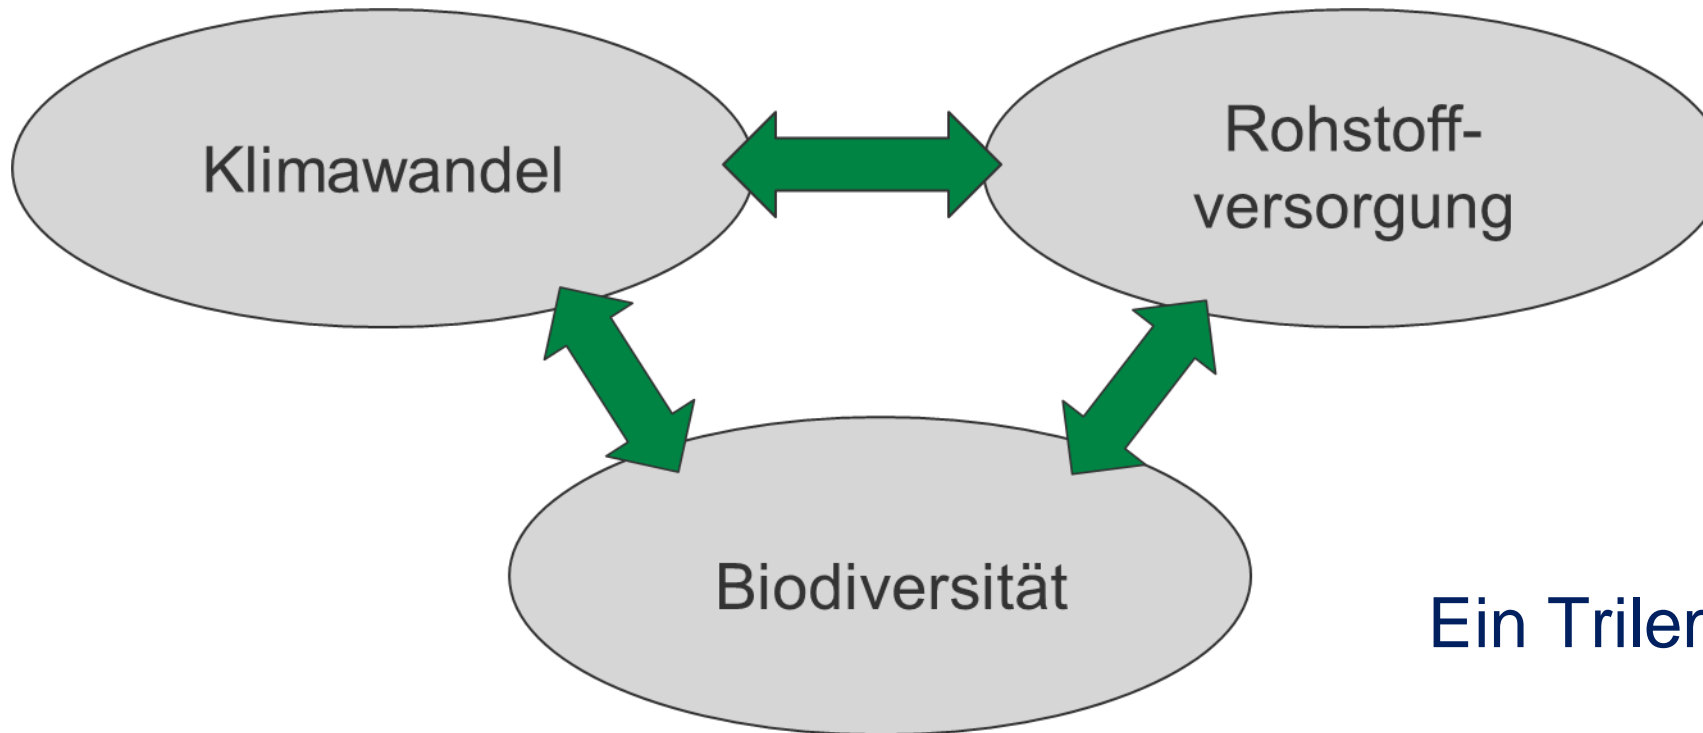 Klimawandel
Rohstoff-
versorgung
Biodiversität
Ein